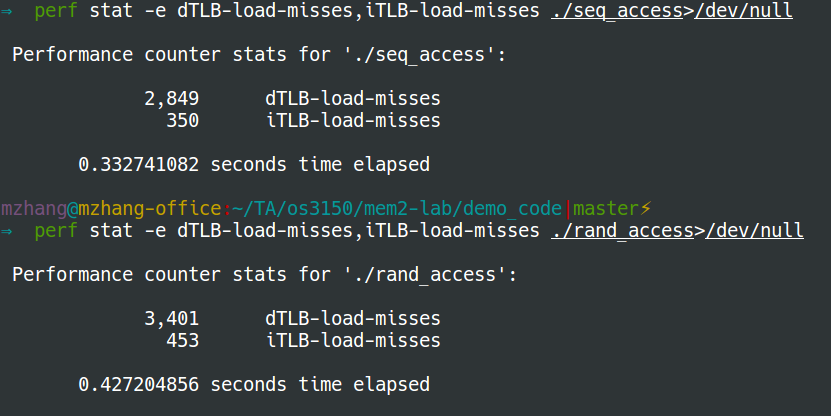 ⇒  perf stat -e dTLB-load-misses,iTLB-load-misses ./seq_access>/dev/null
Performance counter stats for './seq_access':
2,849      dTLB-load-misses
350      iTLB-load-misses
0.332741082 seconds time elapsed
mzhang@mzhang-office:~/TA/os3150/mem2-lab/demo_code|master⚡
⇒  perf stat -e dTLB-load-misses,iTLB-load-misses ./rand_access>/dev/null
Performance counter stats for './rand_access':
3,401      dTLB-load-misses
453      iTLB-load-misses
0.427204856 seconds time elapsed